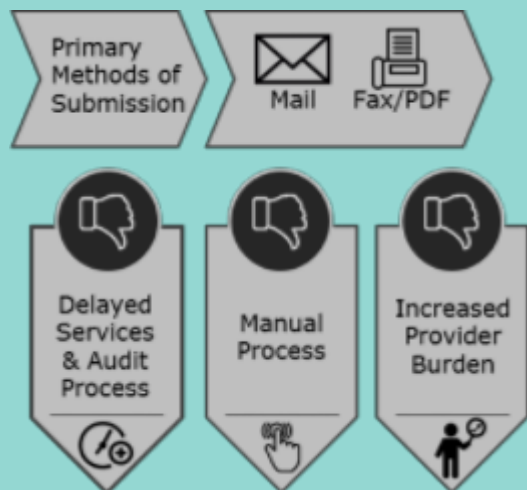 Primary
Methods of
Submission
Mail
Fax/PDF
Delayed
Services
& Audit
Process
Manual
Process
Increased
Provider
Burden